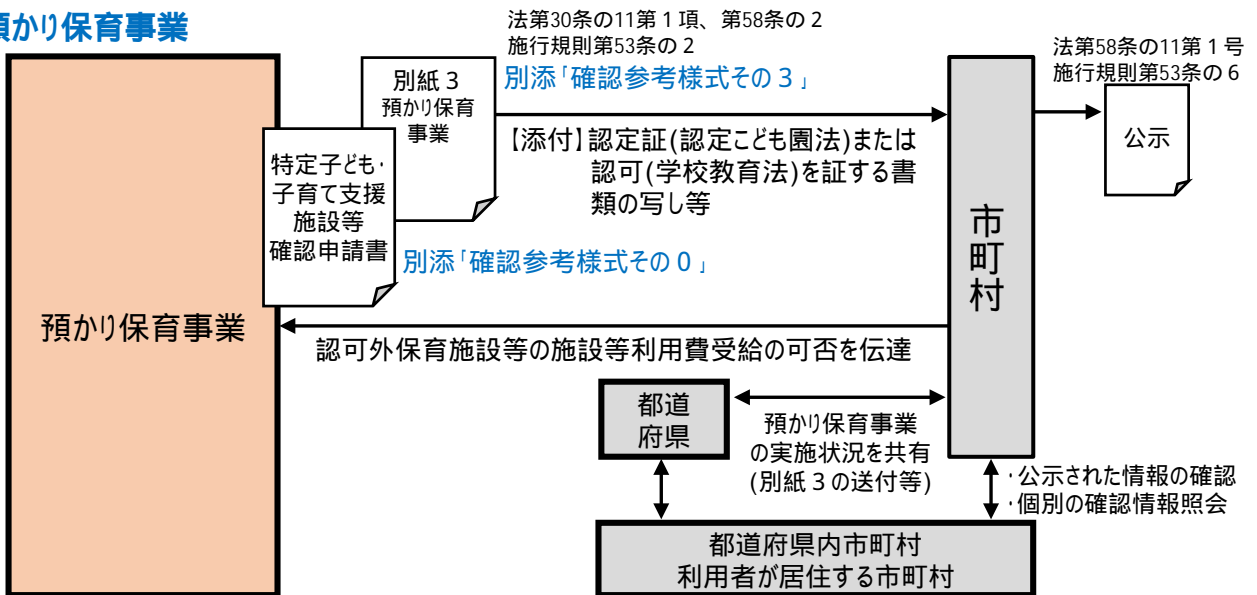 預かり保育事業
法第30条の11第１項、第58条の２
施行規則第53条の２
別添「確認参考様式その３」
法第58条の11第１号
施行規則第53条の６
別紙３
預かり保育
事業
公示
【添付】認定証(認定こども園法)または
認可(学校教育法)を証する書
類の写し等
特定子ども・
子育て支援
施設等
確認申請書
別添「確認参考様式その０」
市町村
預かり保育事業
認可外保育施設等の施設等利用費受給の可否を伝達
都道
府県
預かり保育事業
の実施状況を共有
(別紙３の送付等)
・公示された情報の確認
・個別の確認情報照会
都道府県内市町村
利用者が居住する市町村